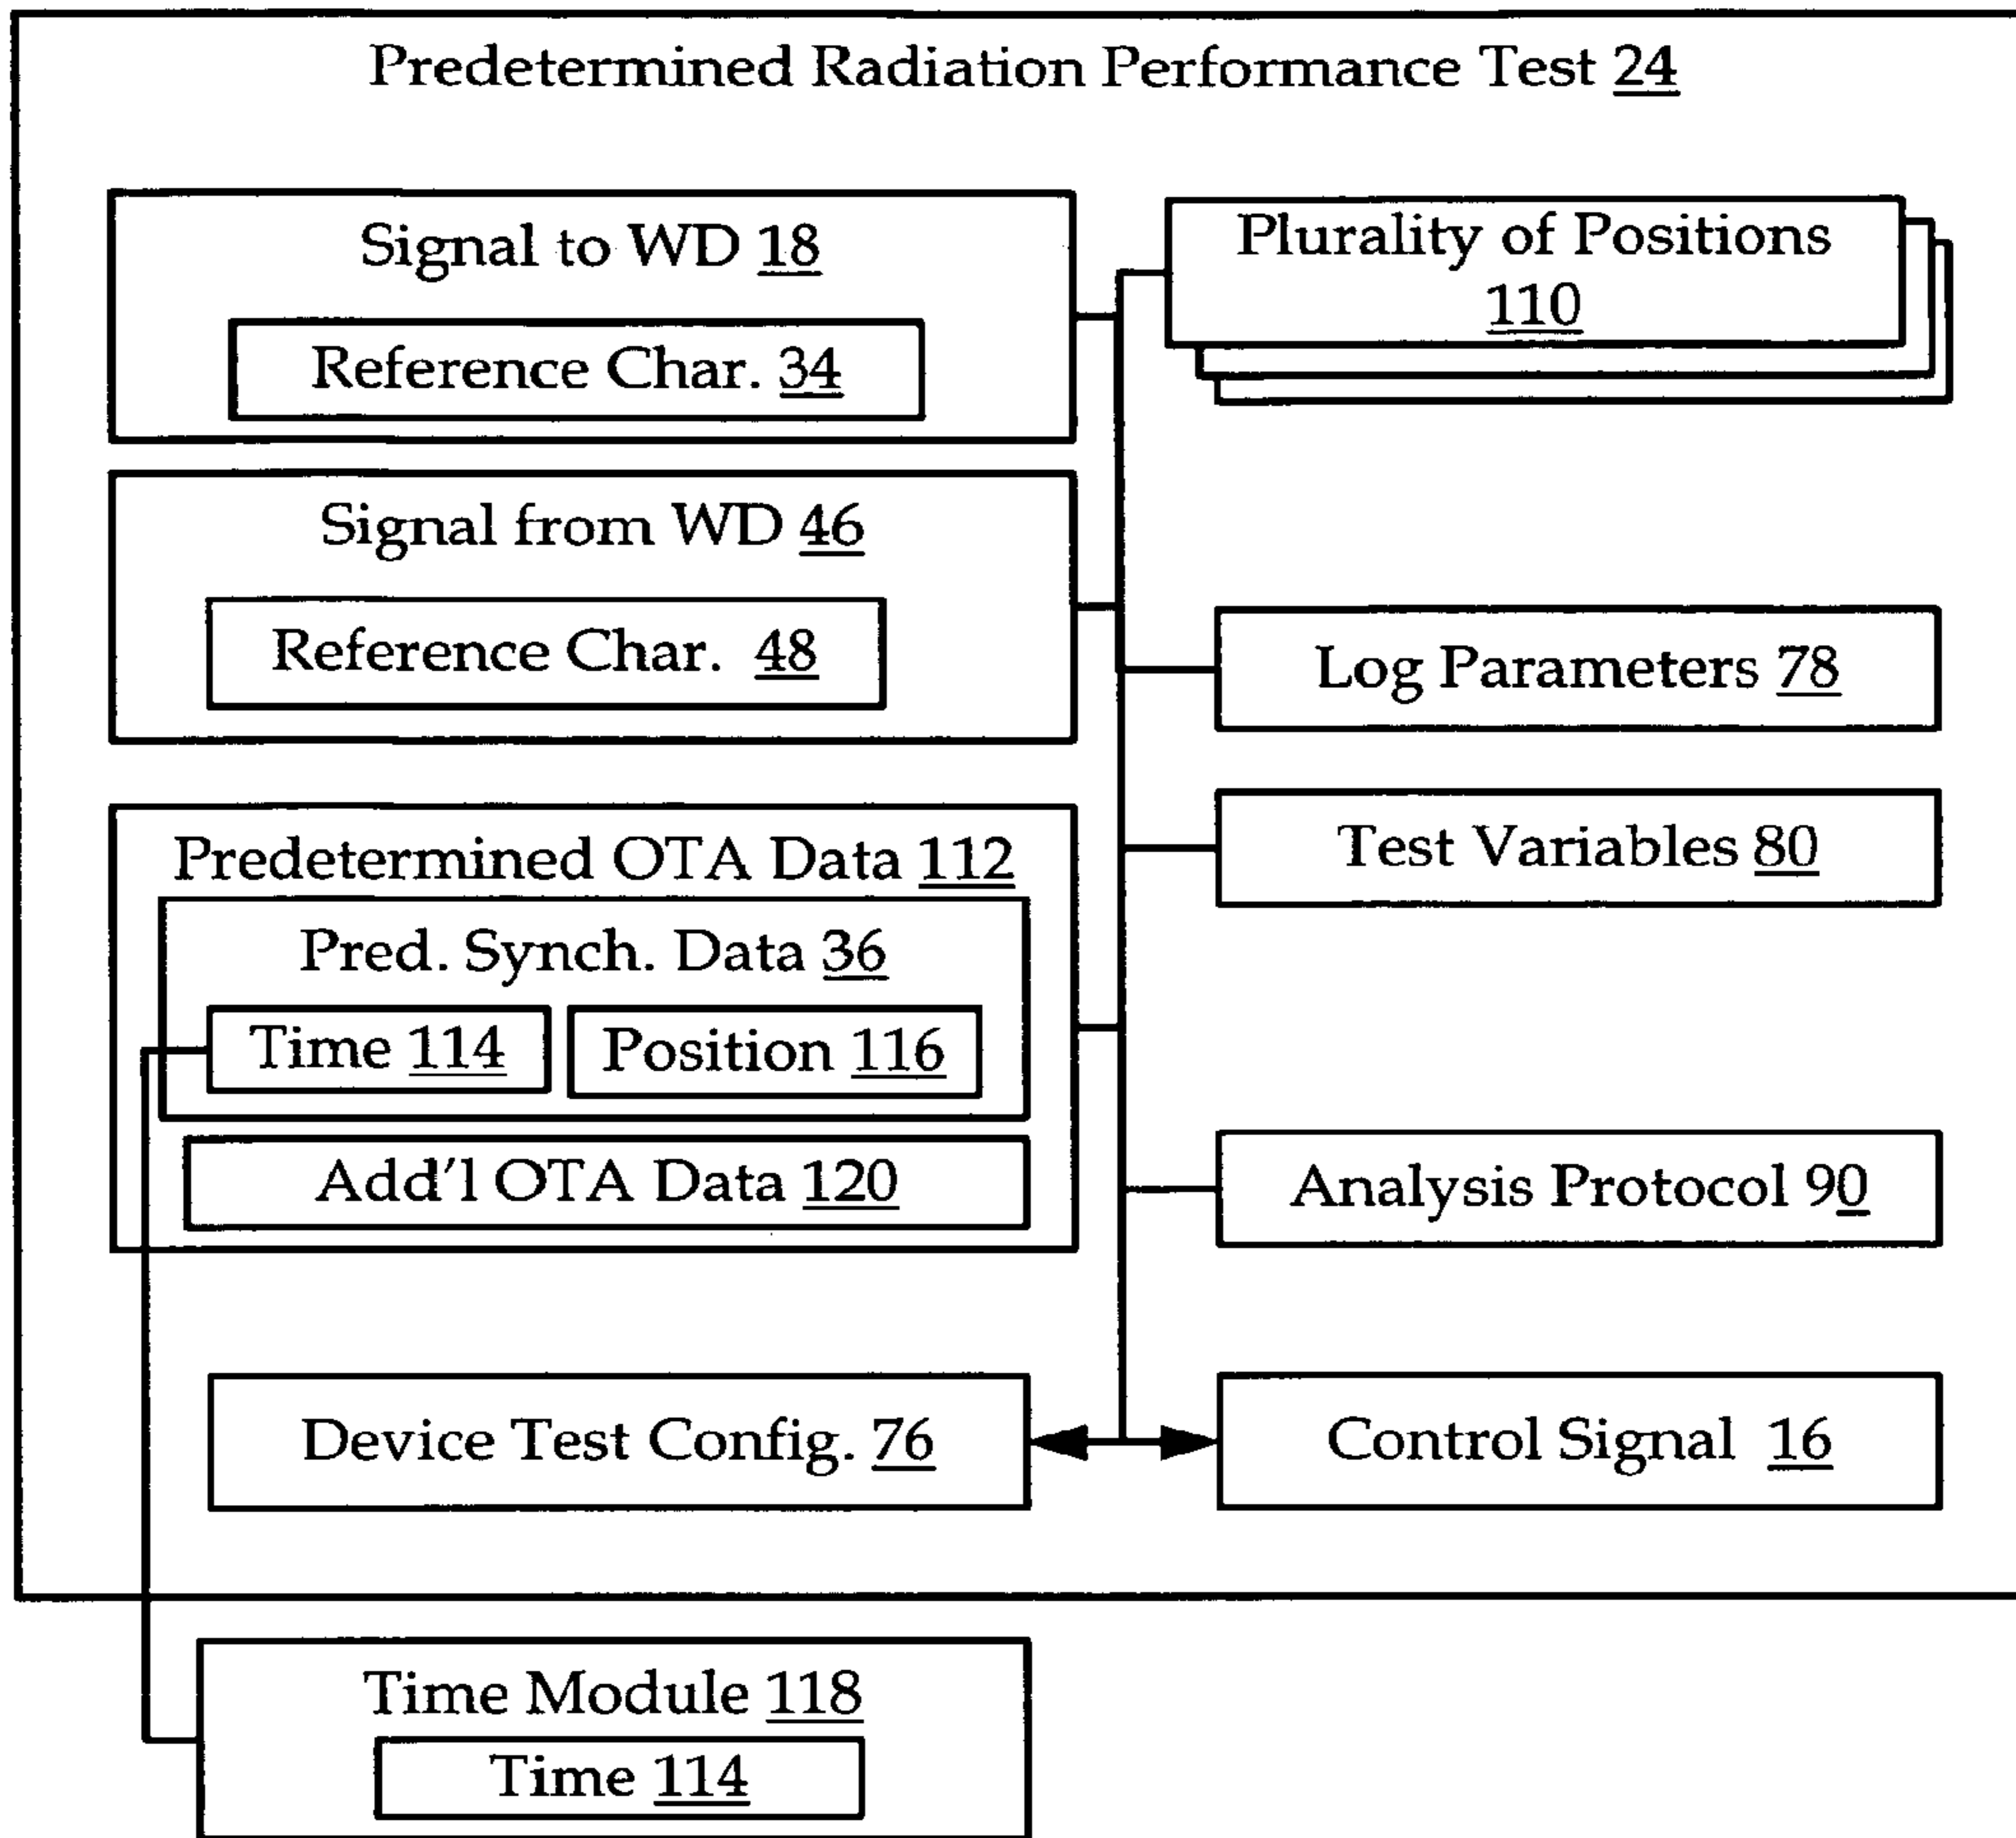 Predetermined Radiation Performance Test 24
Signal to WD 18
Reference Char. 34
Plurality of Positions
110
Signal from WD 46
Reference Char. 48
Log Parameters 78
Test Variables 80
Predetermined OTA Data 112
Pred. Synch. Data 36
Time 114
Position 116
Add'l OTA Data 120
Analysis Protocol 90
Device Test Config. 76
Control Signal 16
Time Module 118
Time 114